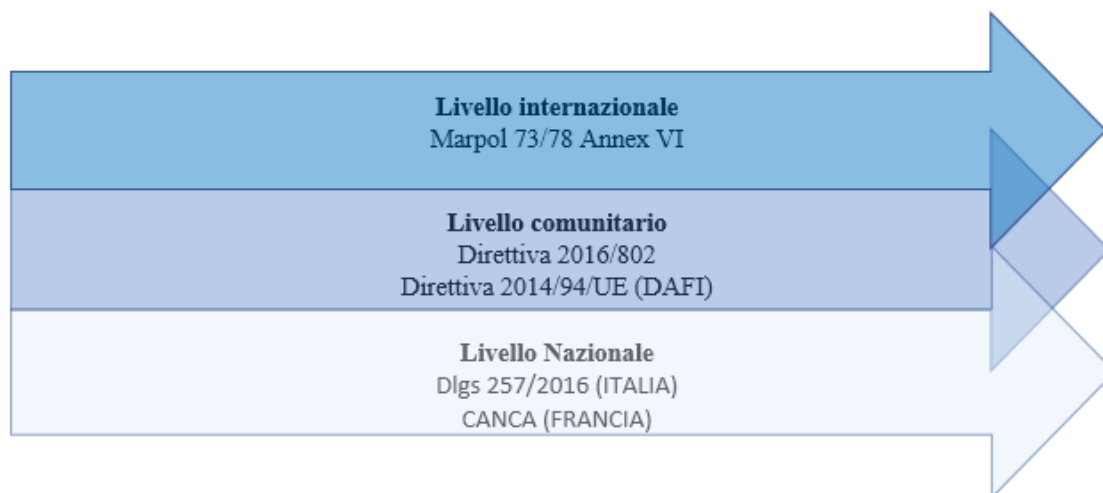 Livello internazionale
Marpol 73/78 Annex VI
Livello comunitario
Direttiva 2016/802
Direttiva 2014/94/UE (DAFI)
Livello Nazionale
Dlgs 257/2016 (ITALIA)
CANCA (FRANCIA)